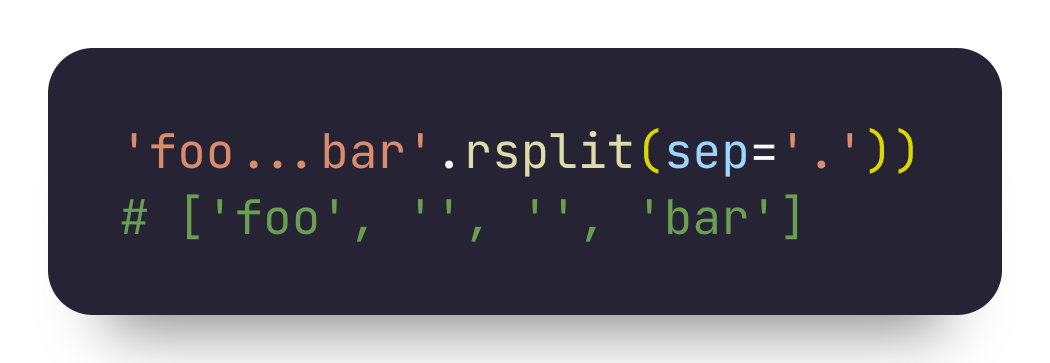 'foo...bar'.rsplit(sep='.'))
# ['foo', '', '', 'bar']